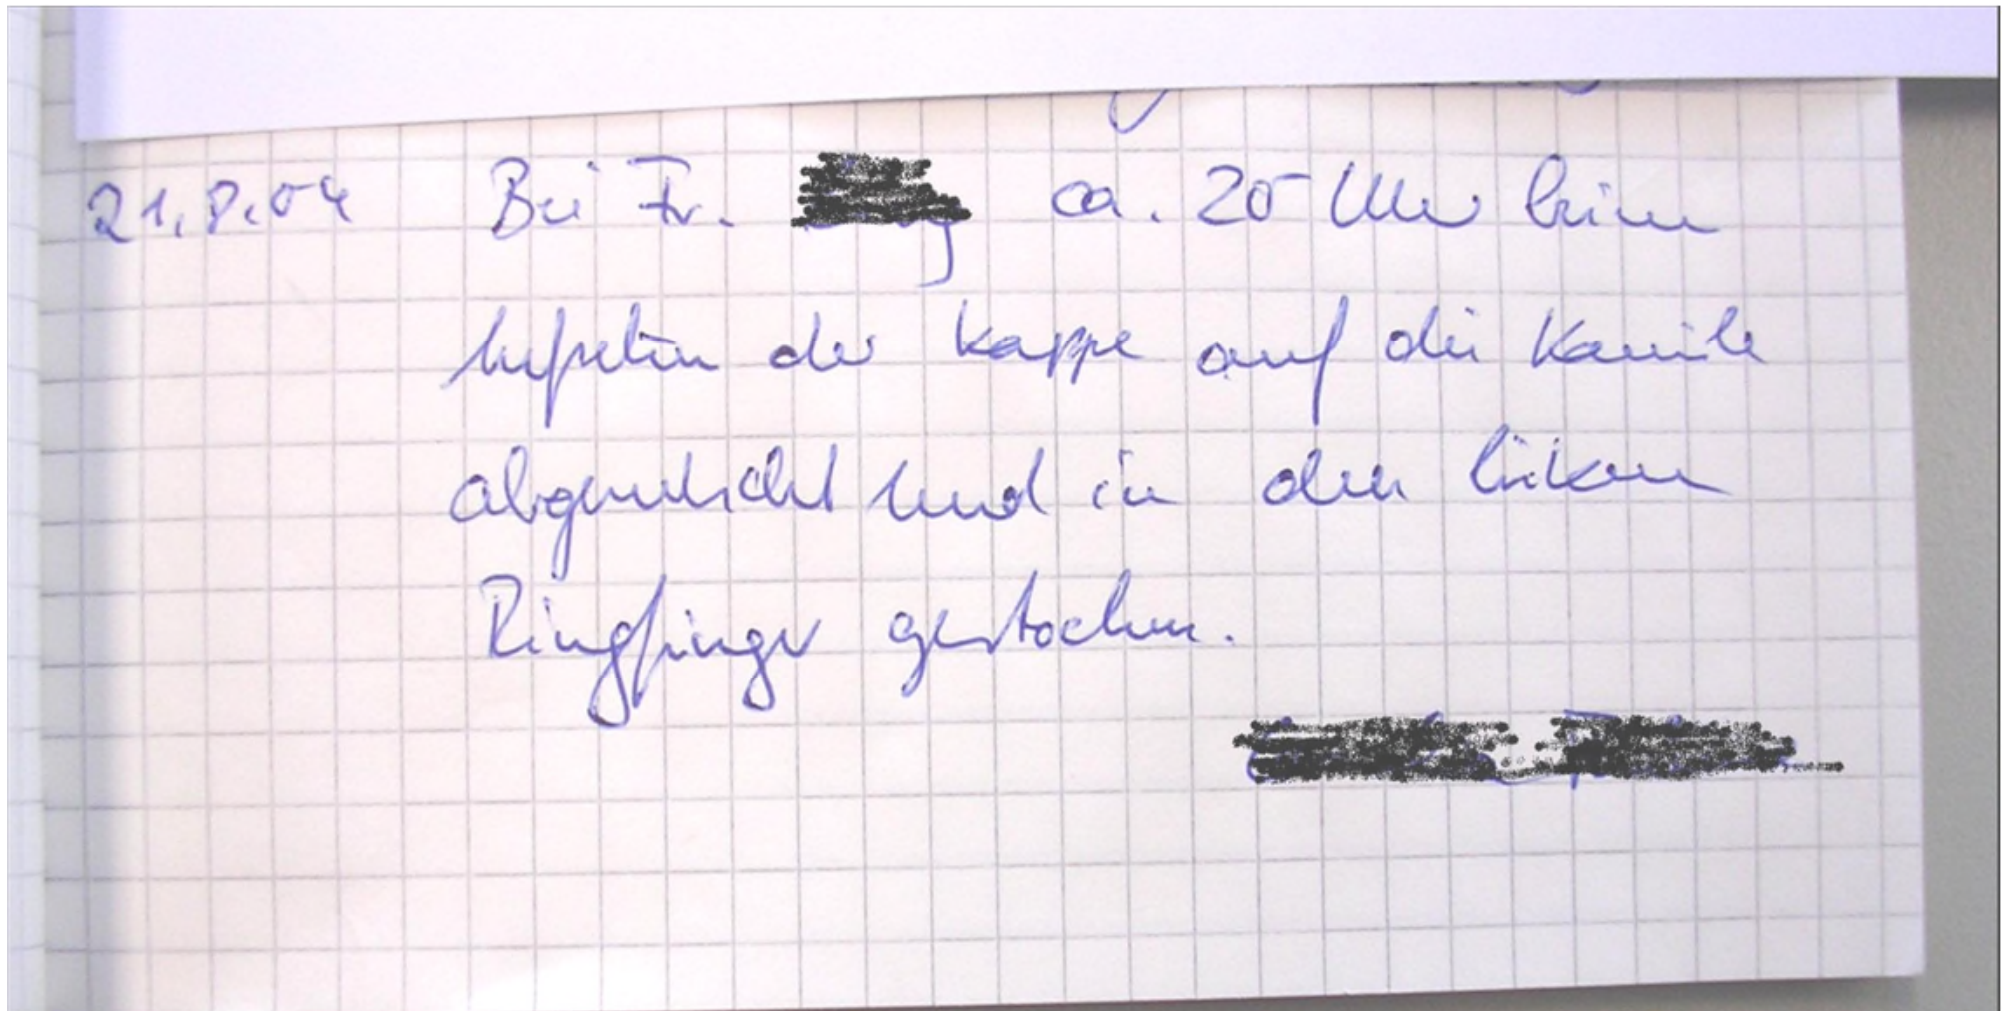 21.8.04 Bei Fr. ca. 20 Uhr beim
Aufsetzen der Kappe auf die Kanüle
abgerutscht und in den linken
Ringfinger gestochen.